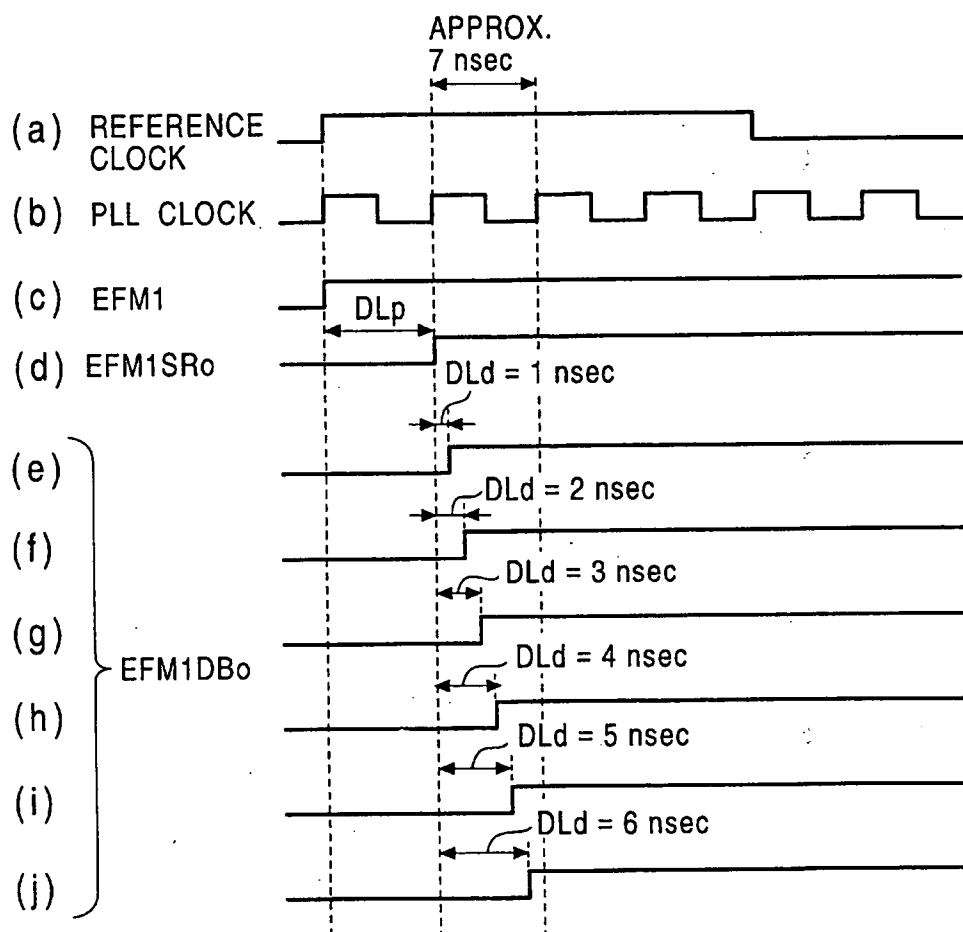 APPROX.
7 nsec
(a) REFERENCE
CLOCK
(b) PLL CLOCK
(c) EFM1
DLp
(d) EFM1SRo
DLd = 1 nsec
(e)
DLd = 2 nsec
(f)
DLd = 3 nsec
(g)
EFM1DBo
DLd = 4 nsec
(h)
DLd = 5 nsec
(i)
DLd = 6 nsec
(j)